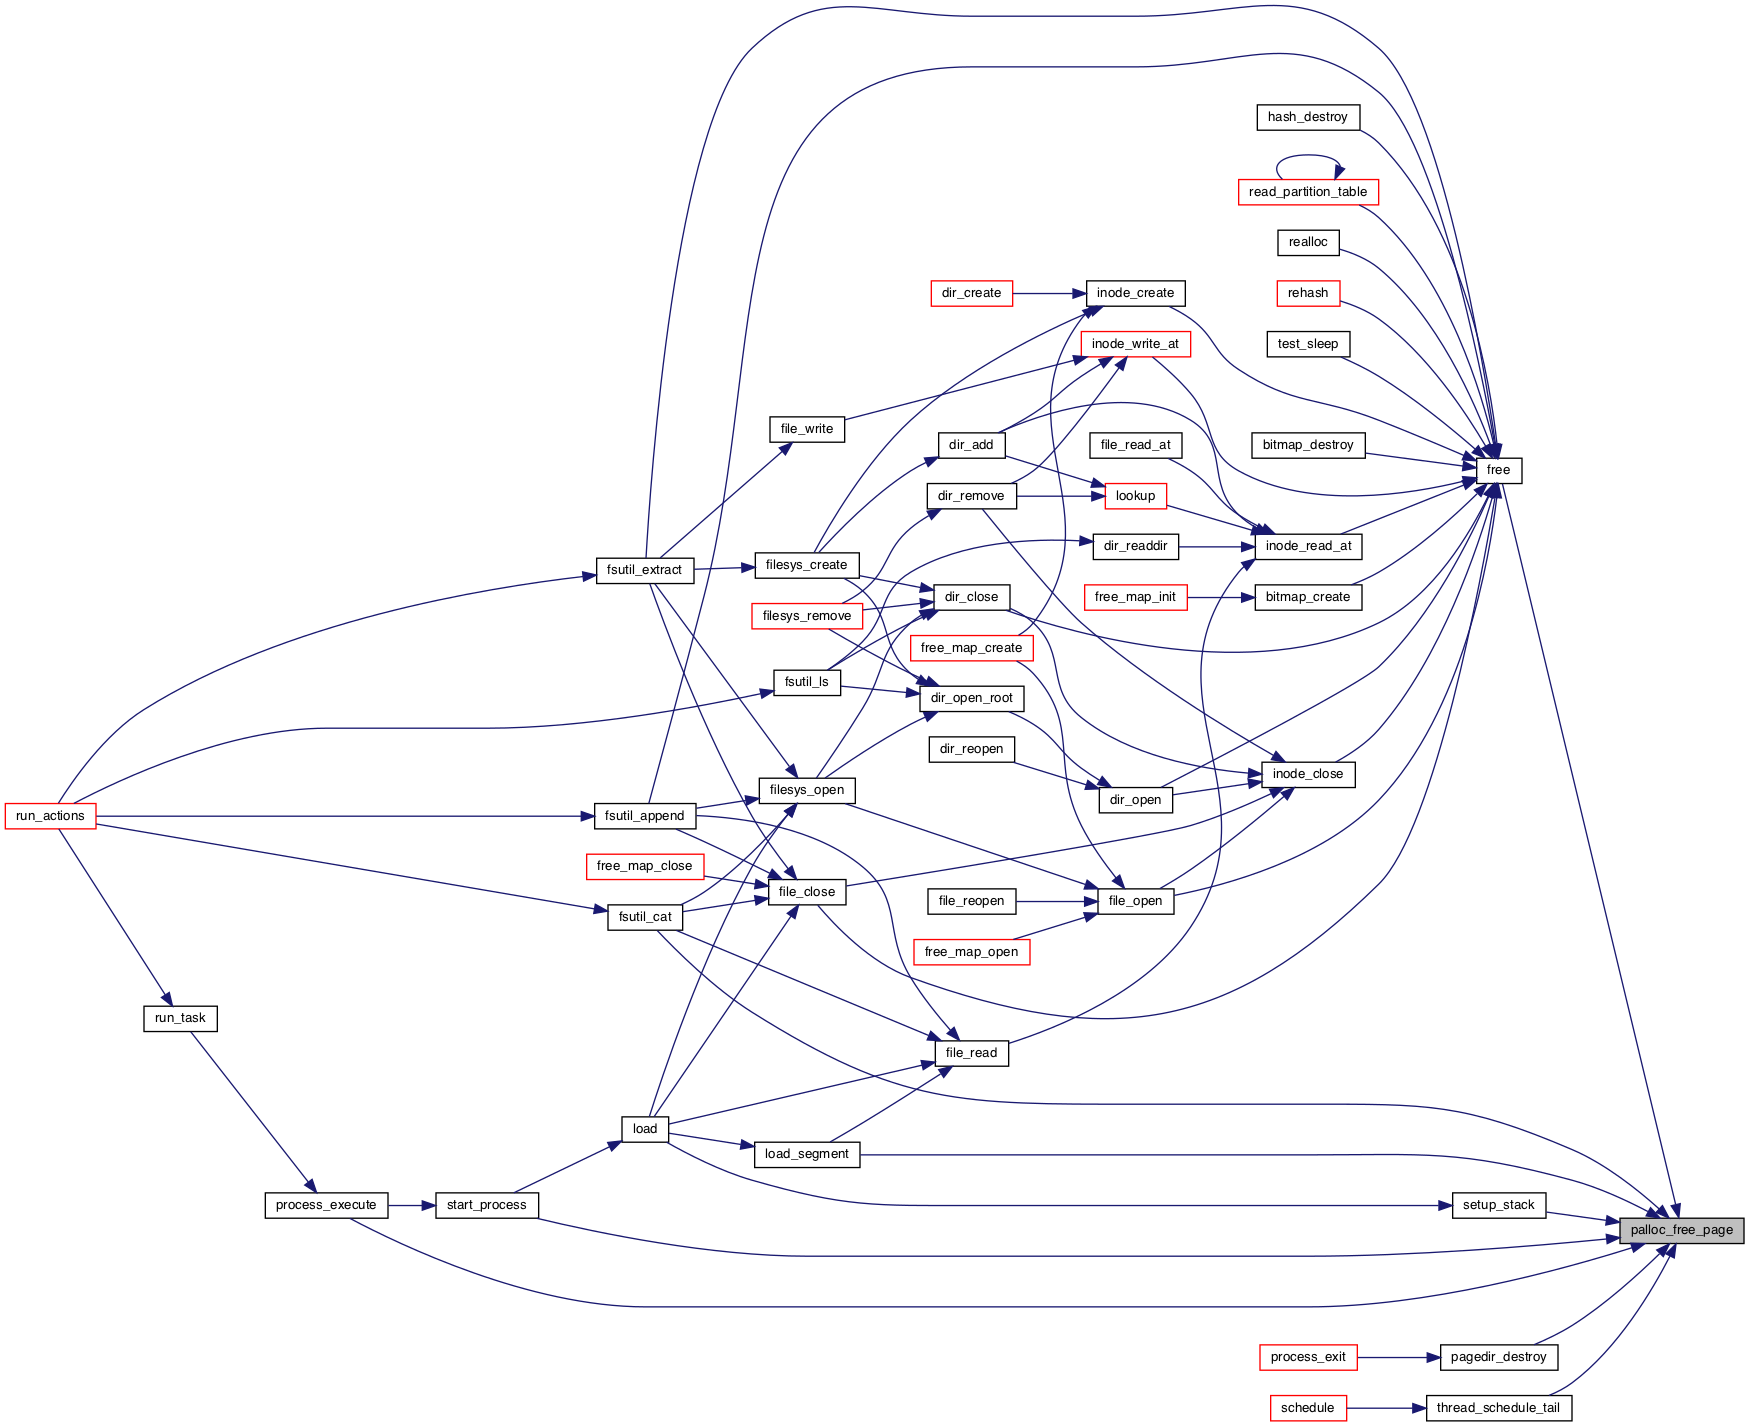 hash_destroy
read_partition_table
realloc
rehash
dir_create
inode_create
test_sleep
inode_write_at
file_write
dir_add
file_read_at
bitmap_destroy
free
dir_remove
lookup
dir_readdir
inode_read_at
fsutil_extract
filesys_create
dir_close
free_map_init
bitmap_create
filesys_remove
free_map_create
fsutil_ls
dir_open_root
dir_reopen
inode_close
filesys_open
dir_open
run_actions
fsutil_append
free_map_close
file_close
file_reopen
file_open
fsutil_cat
free_map_open
run_task
file_read
load
load_segment
process_execute
start_process
setup_stack
palloc_free_page
process_exit
pagedir_destroy
schedule
thread_schedule_tail